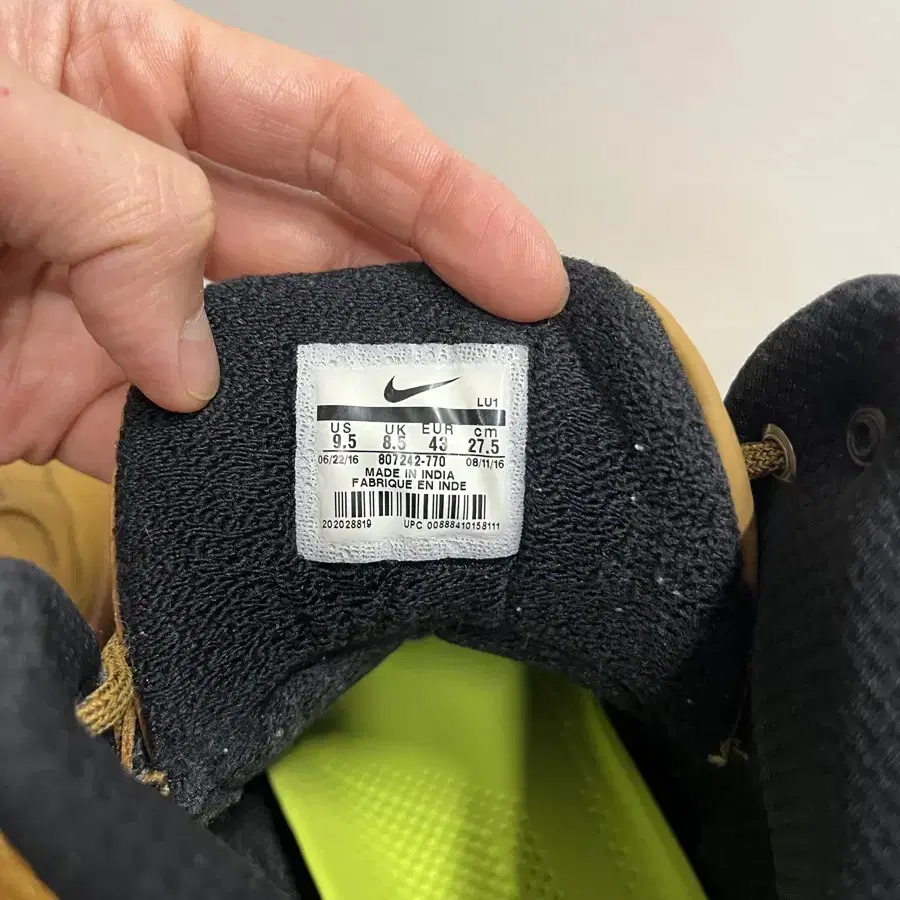 LU1
US UK EUR cm
9.5 8.5 43 27.5
06/22/16 807242-770 08/11/16
MADE IN INDIA
FABRIQUE EN INDE
202028819 UPC 00888410158111